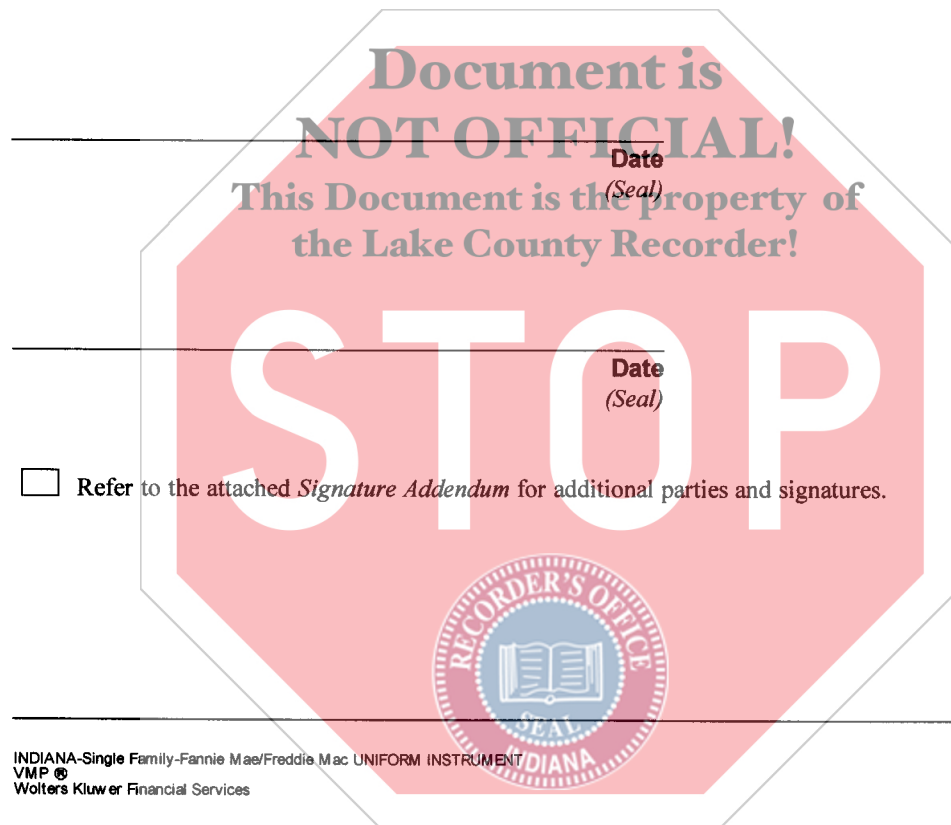 Document is
NOT OFFICIAL!
Date
(Seal)
This Document is the property of
the Lake County Recorder!
STOP
Date
(Seal)
Refer to the attached Signature Addendum for additional parties and signatures.
RECORDER'S OFFICE
SEAL
INDIANA
INDIANA-Single Family-Fannie Mae/Freddie Mac UNIFORM INSTRUMENT
VMP ®
Wolters Kluwer Financial Services